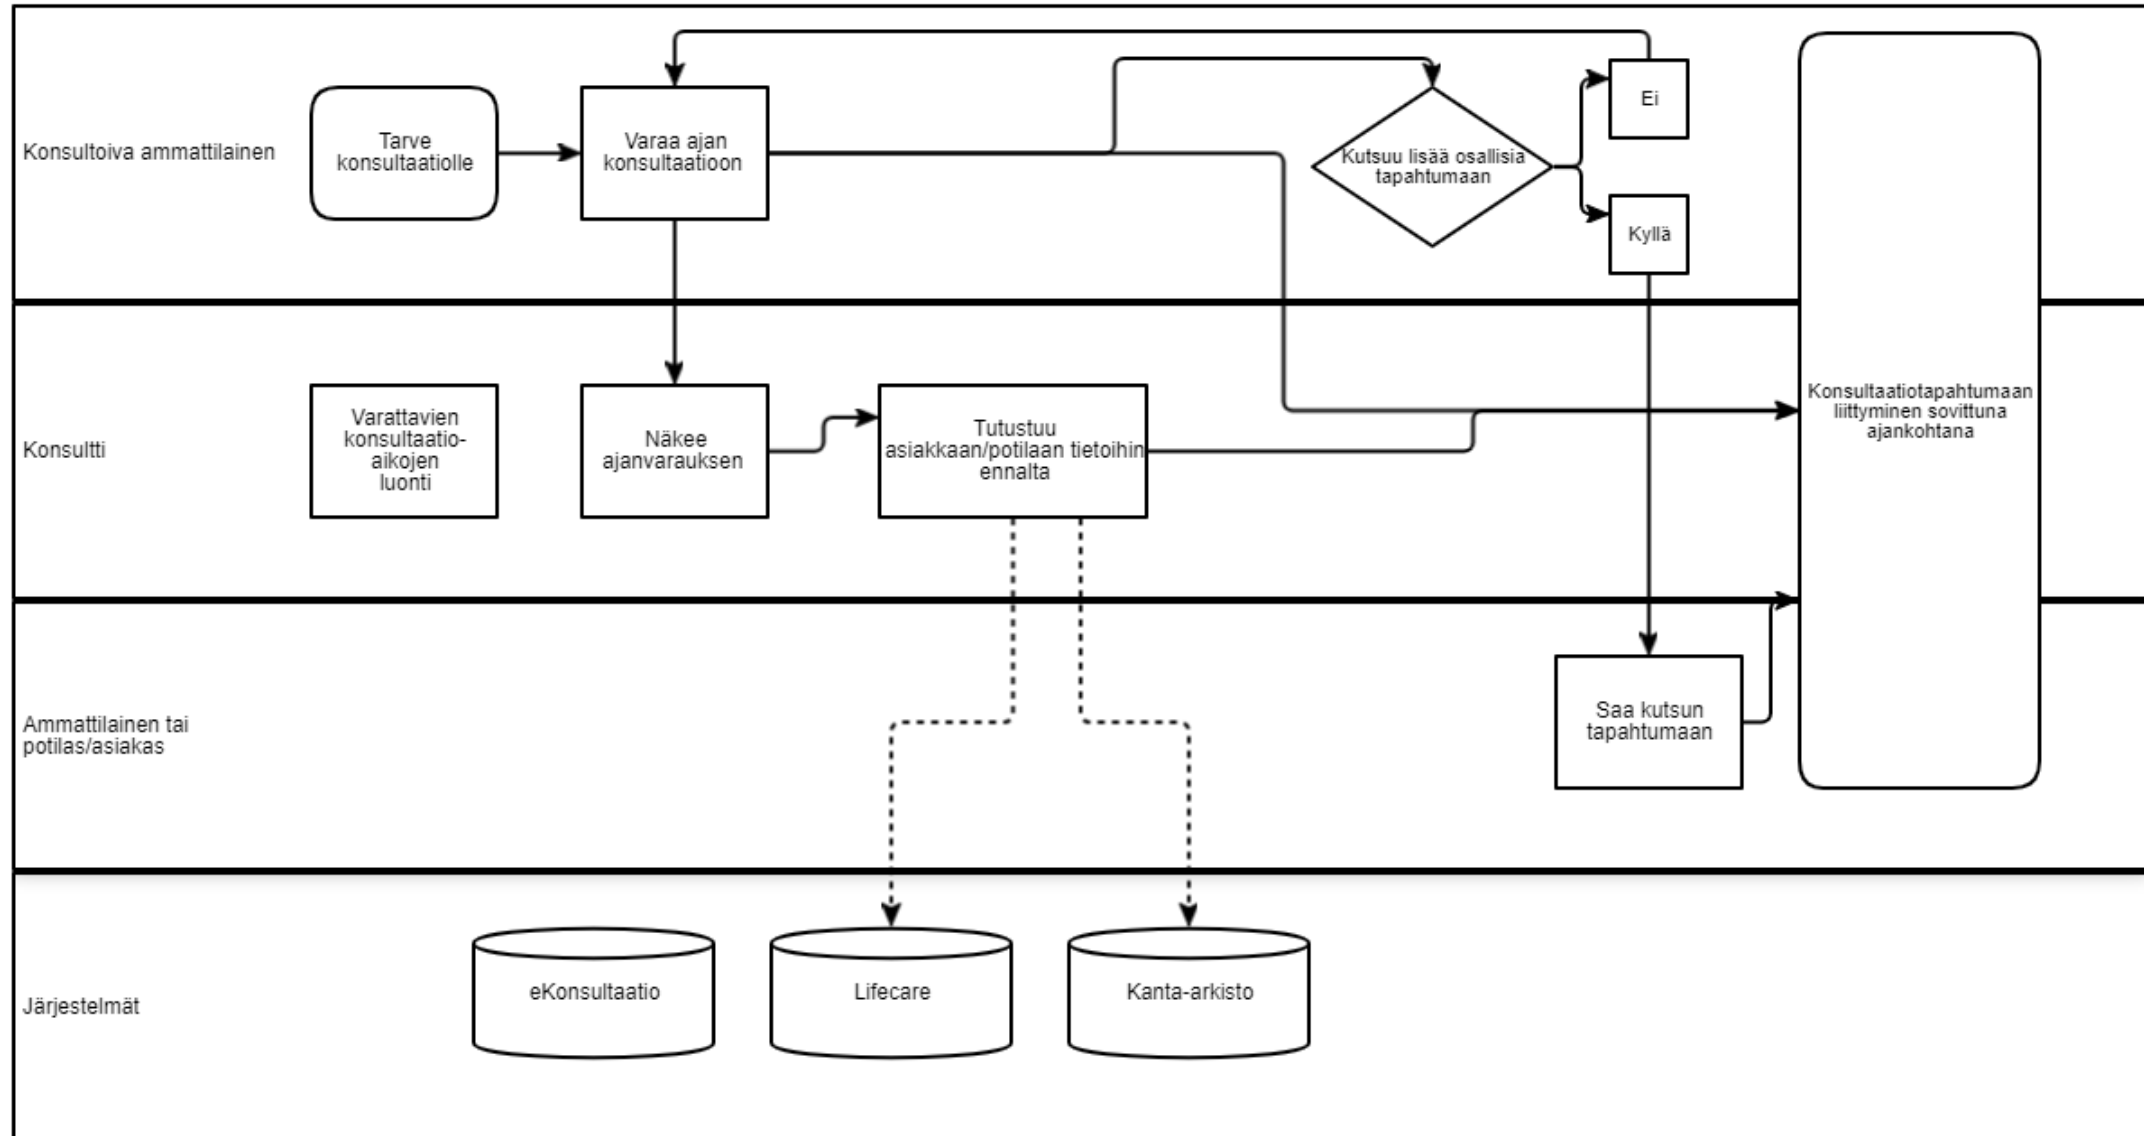 Konsultoiva ammattilainen
Tarve
konsultaatiolle
Varaa ajan
konsultaatioon
Kutsuu lisää osallisia
tapahtumaan
Ei
Kyllä
Konsultti
Varattavien
konsultaatio-
aikojen
luonti
Näkee
ajanvarauksen
Tutustuu
asiakkaan/potilaan tietoihin
ennalta
Konsultaatiotapahtumaan
liittyminen sovittuna
ajankohtana
Ammattilainen tai
potilas/asiakas
Saa kutsun
tapahtumaan
Järjestelmät
eKonsultaatio
Lifecare
Kanta-arkisto